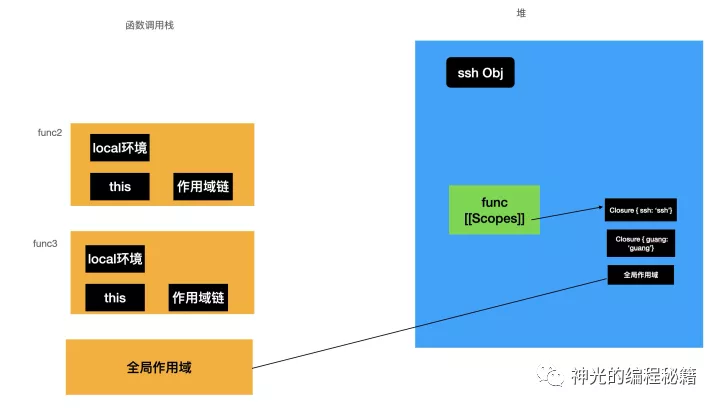 函数调用栈
堆
ssh Obj
func2
local环境
this
作用域链
func
[[Scopes]]
Closure { ssh: 'ssh'}
Closure { guang:
'guang'}
全局作用域
func3
local环境
this
作用域链
全局作用域
神光的编程秘籍